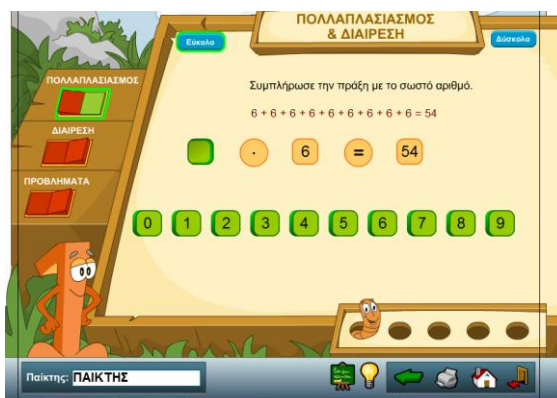 ΠΟΛΛΑΠΛΑΣΙΑΣΜΟΣ
& ΔΙΑΙΡΕΣΗ
Εύκολο
Δύσκολο
ΠΟΛΛΑΠΛΑΣΙΑΣΜΟΣ
ΔΙΑΙΡΕΣΗ
ΠΡΟΒΛΗΜΑΤΑ
Συμπλήρωσε την πράξη με το σωστό αριθμό.
6 + 6 + 6 + 6 + 6 + 6 + 6 + 6 + 6 = 54
· 6 = 54
0 1 2 3 4 5 6 7 8 9
Παίκτης: ΠΑΙΚΤΗΣ